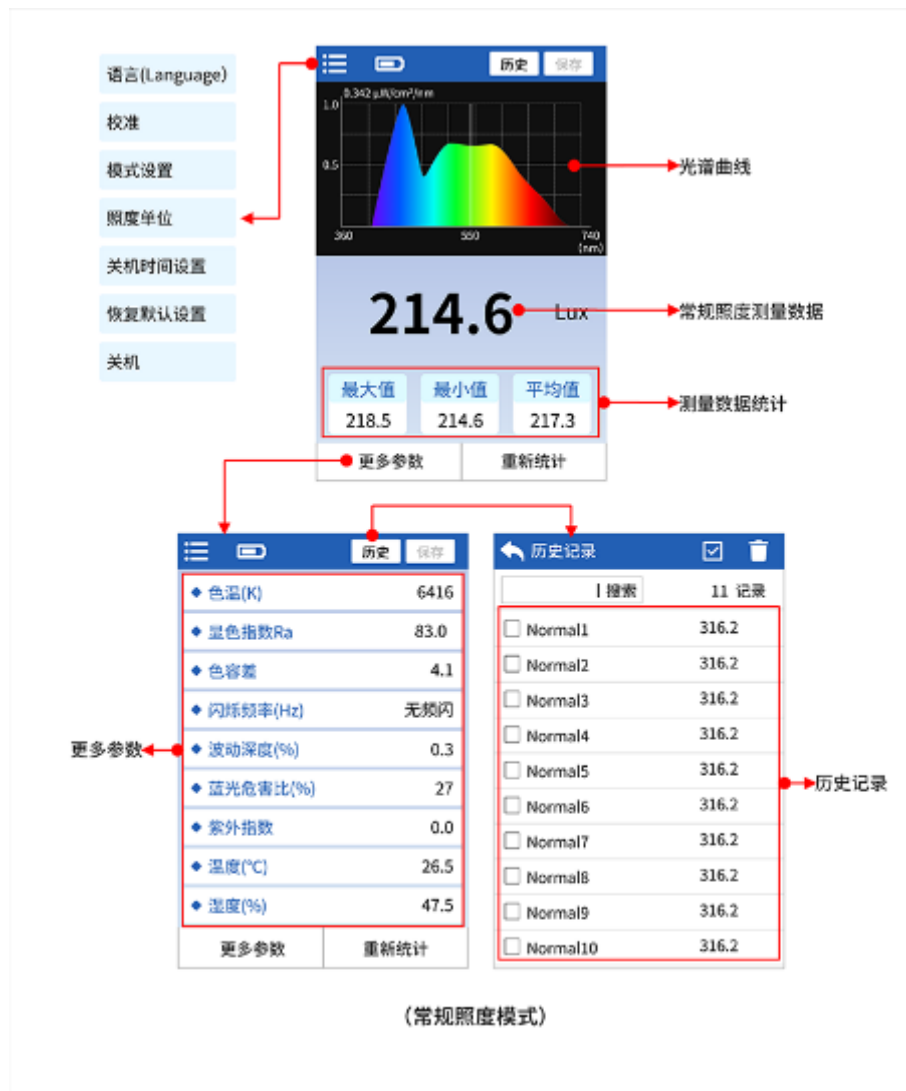 语言(Language)
校准
模式设置
照度单位
关机时间设置
恢复默认设置
关机
历史 保存
0.342 μW/cm²/nm
1.0
0.5
360 550 740
(nm)
光谱曲线
214.6 Lux
常规照度测量数据
最大值 最小值 平均值
218.5 214.6 217.3
测量数据统计
更多参数 重新统计
历史 保存
色温(K) 6416
显色指数Ra 83.0
色容差 4.1
闪烁频率(Hz) 无频闪
波动深度(%) 0.3
蓝光危害比(%) 27
紫外指数 0.0
温度(℃) 26.5
湿度(%) 47.5
更多参数 重新统计
更多参数
历史记录
搜索 11 记录
Normal1 316.2
Normal2 316.2
Normal3 316.2
Normal4 316.2
Normal5 316.2
Normal6 316.2
Normal7 316.2
Normal8 316.2
Normal9 316.2
Normal10 316.2
历史记录
(常规照度模式)